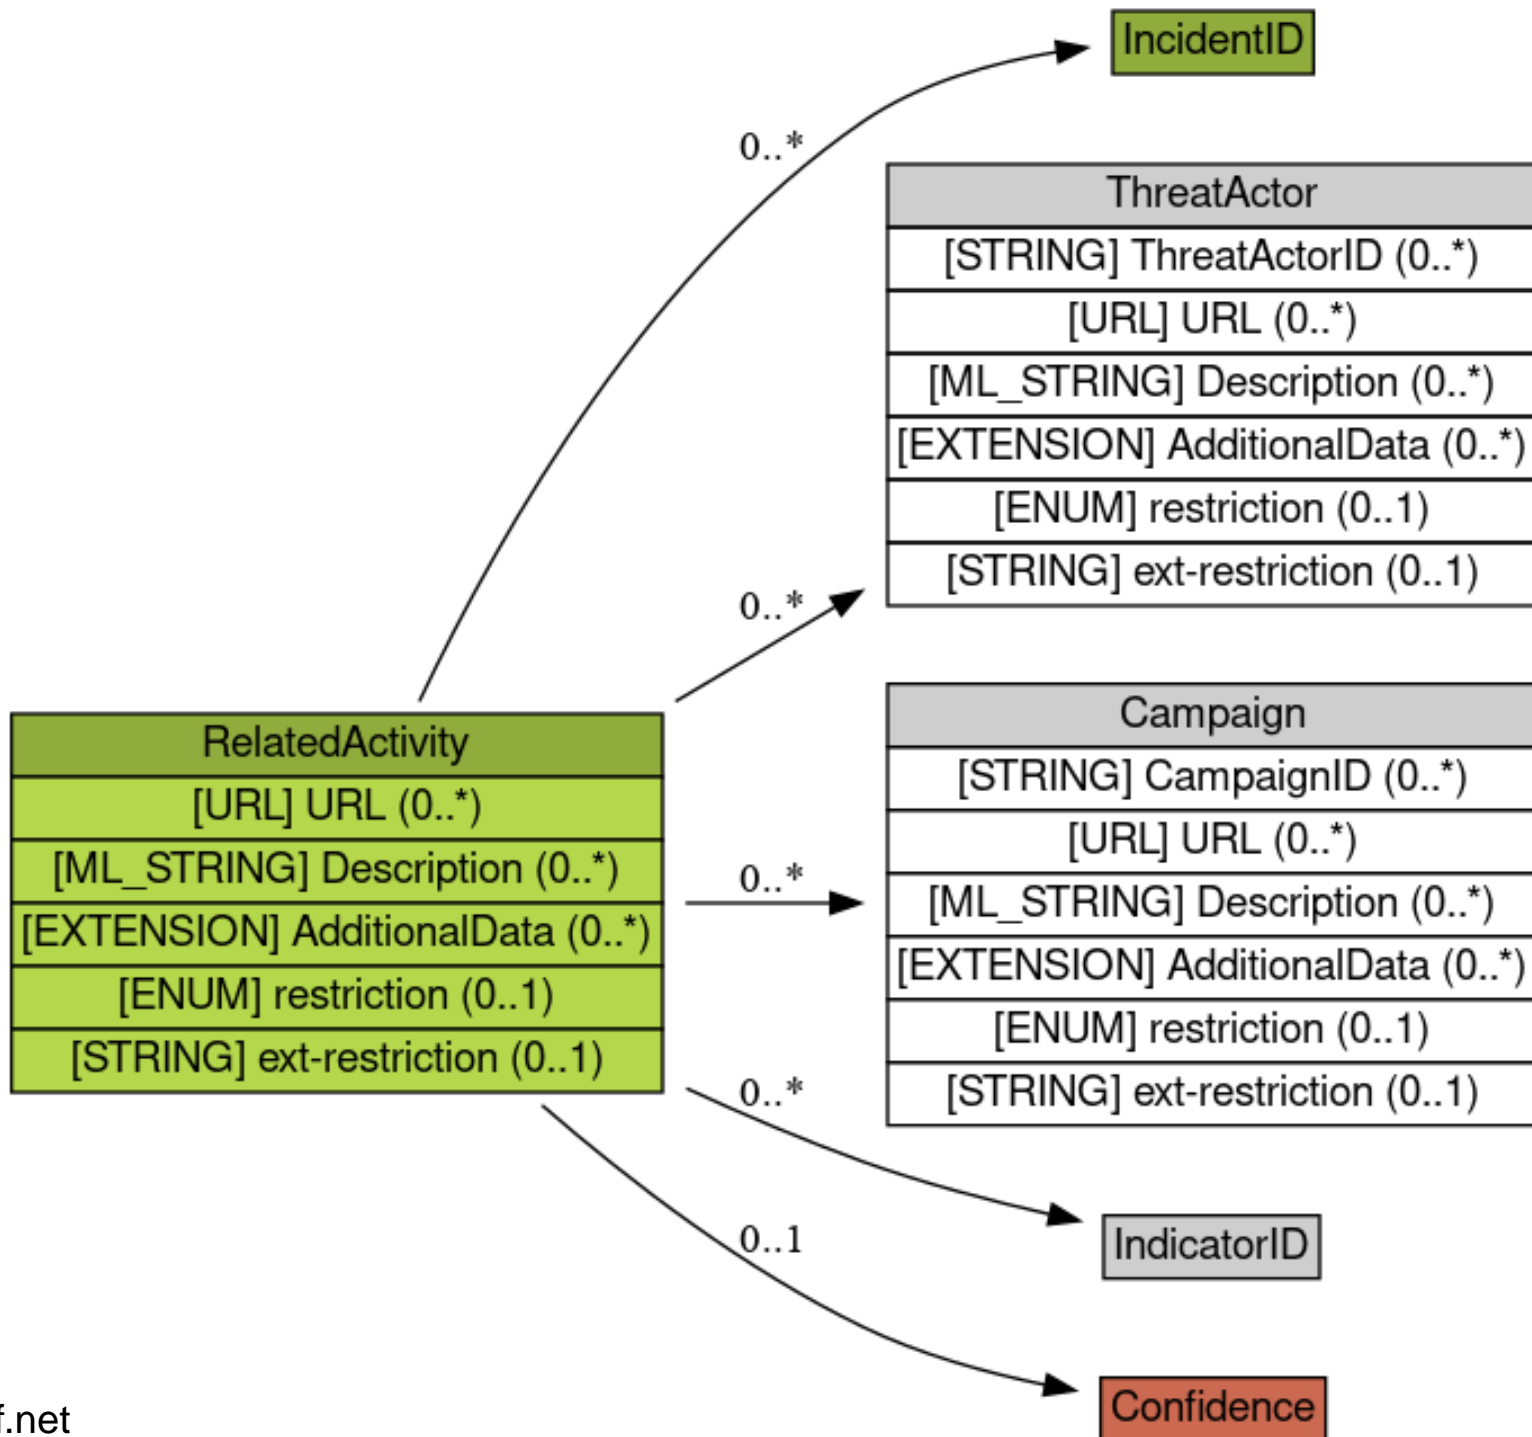 IncidentID
0..*
ThreatActor
[STRING] ThreatActorID (0..*)
[URL] URL (0..*)
[ML_STRING] Description (0..*)
[EXTENSION] AdditionalData (0..*)
[ENUM] restriction (0..1)
[STRING] ext-restriction (0..1)
0..*
RelatedActivity
[URL] URL (0..*)
[ML_STRING] Description (0..*)
[EXTENSION] AdditionalData (0..*)
[ENUM] restriction (0..1)
[STRING] ext-restriction (0..1)
0..*
Campaign
[STRING] CampaignID (0..*)
[URL] URL (0..*)
[ML_STRING] Description (0..*)
[EXTENSION] AdditionalData (0..*)
[ENUM] restriction (0..1)
[STRING] ext-restriction (0..1)
0..*
IndicatorID
0..1
Confidence
f.net